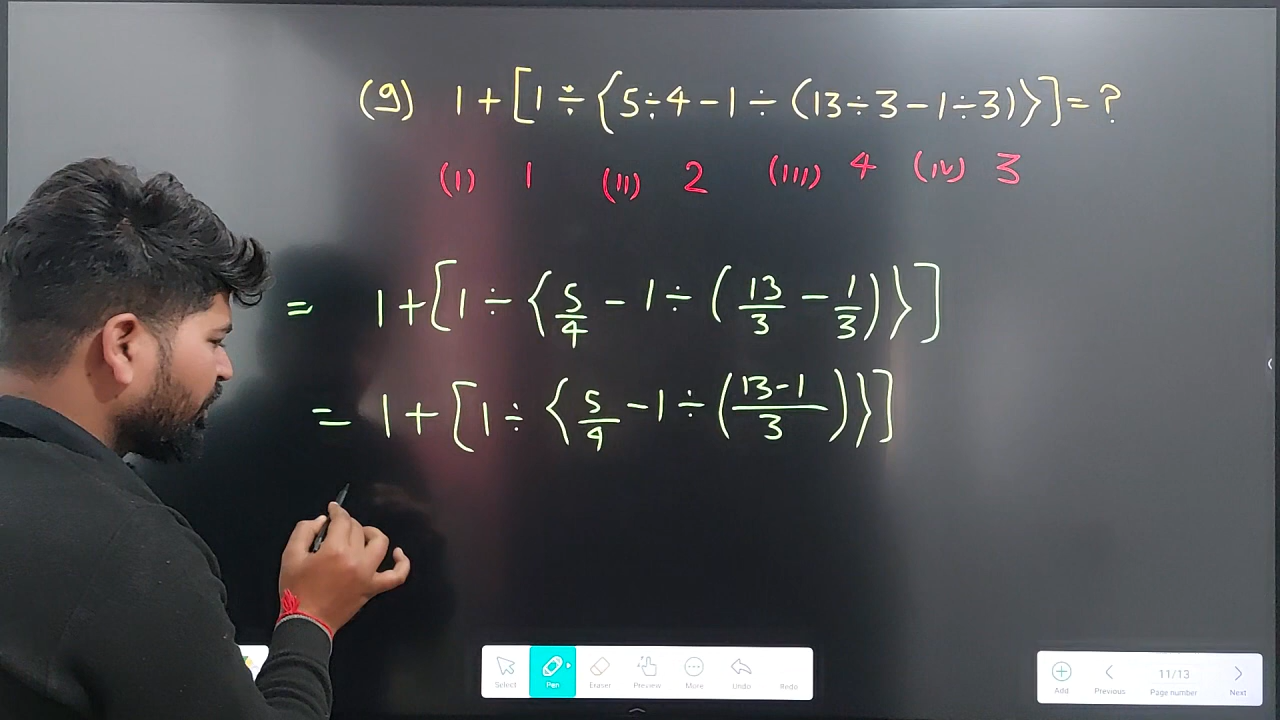 (9) 1 + [1 ÷ {5÷4 - 1 ÷ (13÷3 - 1÷3)}] = ?
(i) 1 (ii) 2 (iii) 4 (iv) 3
= 1 + [1 ÷ {5/4 - 1 ÷ (13/3 - 1/3)}]
= 1 + [1 ÷ {5/4 - 1 ÷ ((13-1)/3)}]
Select Pen Eraser Preview More Undo Redo
Add Previous 11/13 Page number Next